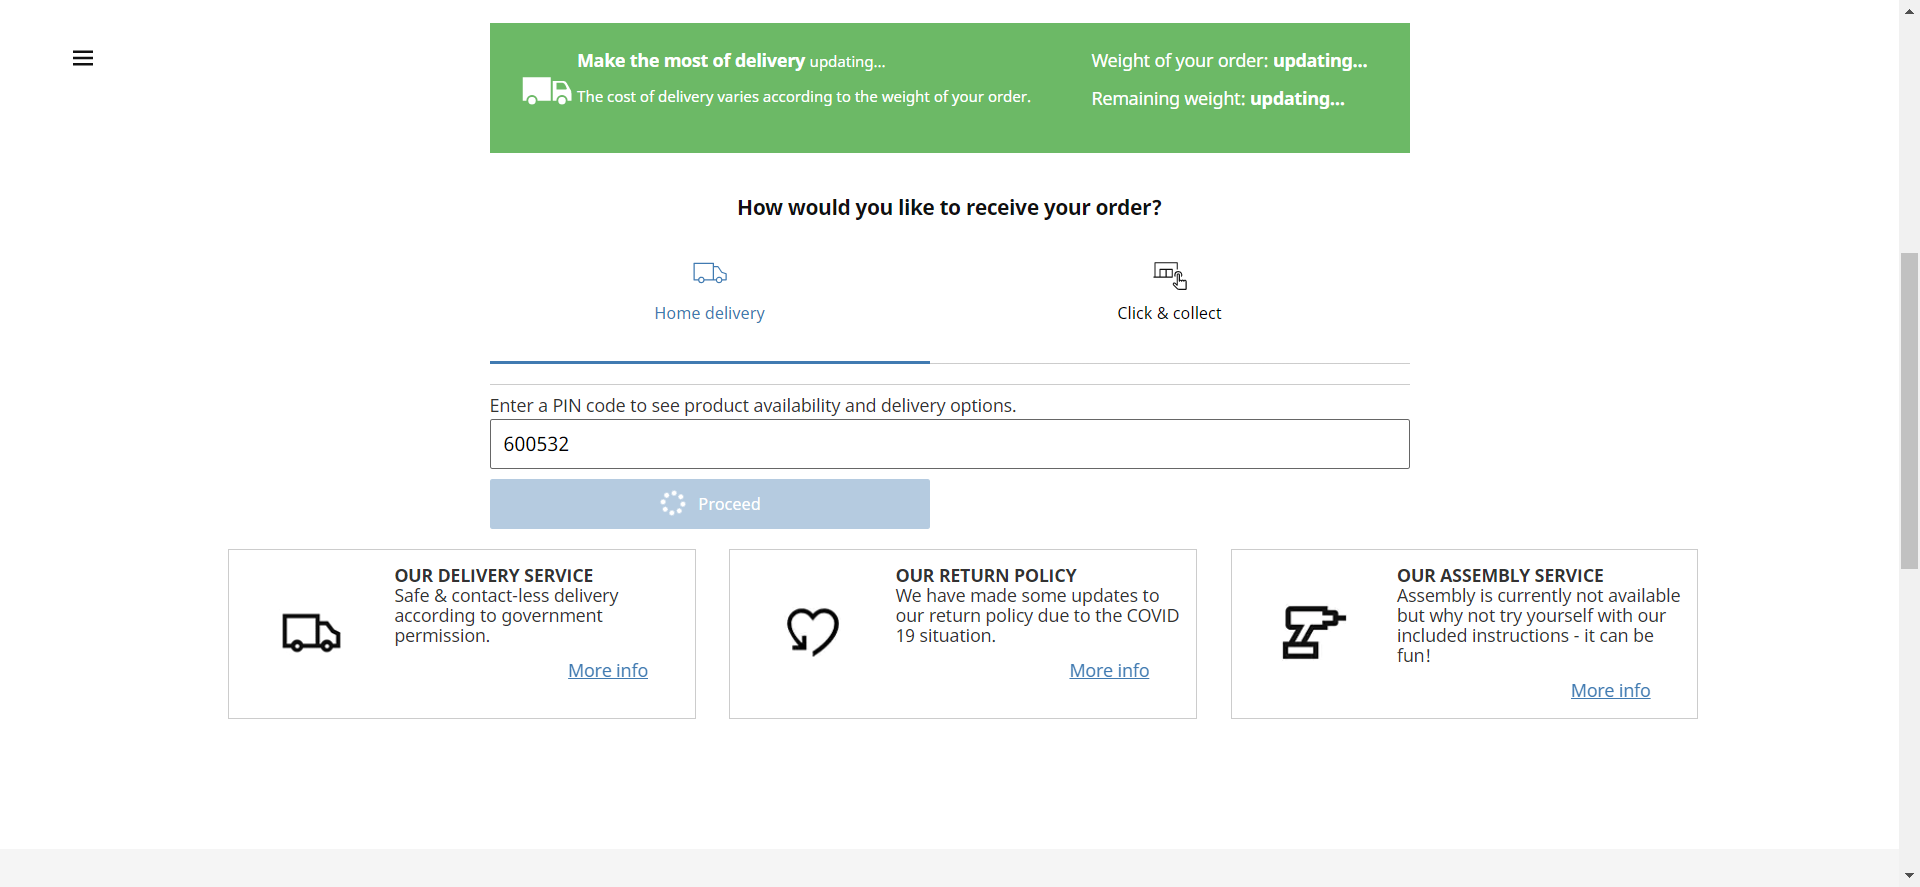 Make the most of delivery updating...
The cost of delivery varies according to the weight of your order.
Weight of your order: updating...
Remaining weight: updating...
How would you like to receive your order?
Home delivery
Click & collect
Enter a PIN code to see product availability and delivery options.
600532
Proceed
OUR DELIVERY SERVICE
Safe & contact-less delivery
according to government
permission.
More info
OUR RETURN POLICY
We have made some updates to
our return policy due to the COVID
19 situation.
More info
OUR ASSEMBLY SERVICE
Assembly is currently not available
but why not try yourself with our
included instructions - it can be
fun!
More info